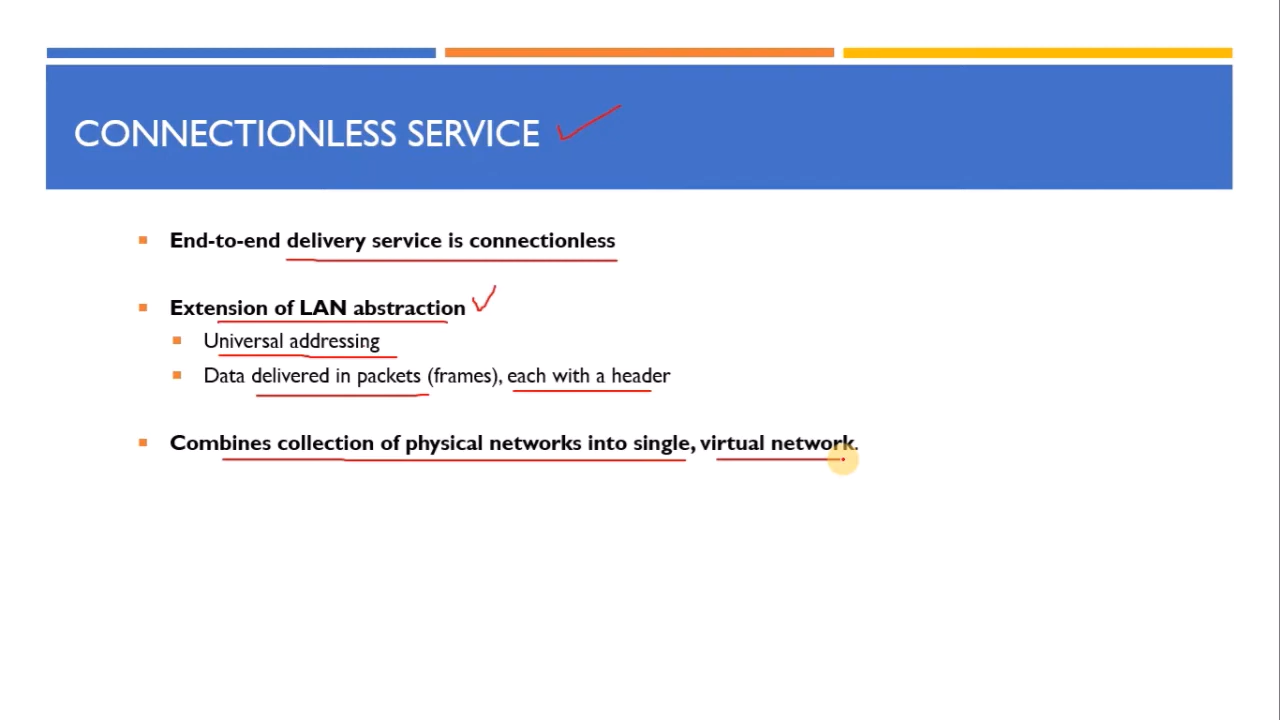 CONNECTIONLESS SERVICE
End-to-end delivery service is connectionless
Extension of LAN abstraction
Universal addressing
Data delivered in packets (frames), each with a header
Combines collection of physical networks into single, virtual network.